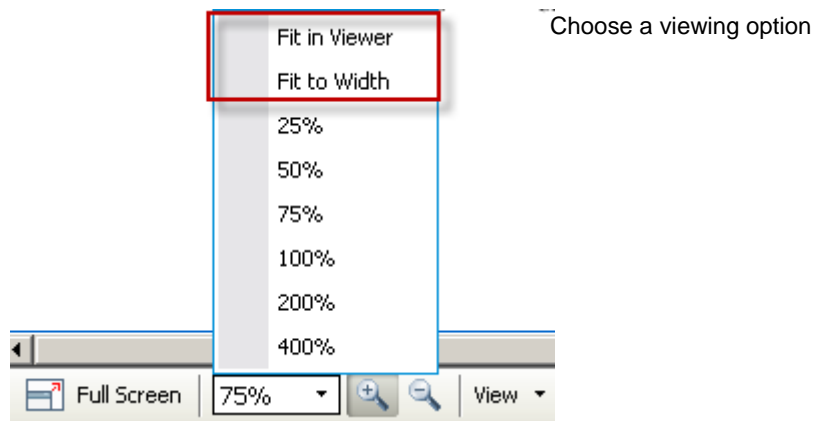 Choose a viewing option
Fit in Viewer
Fit to Width
25%
50%
75%
100%
200%
400%
Full Screen 75% View